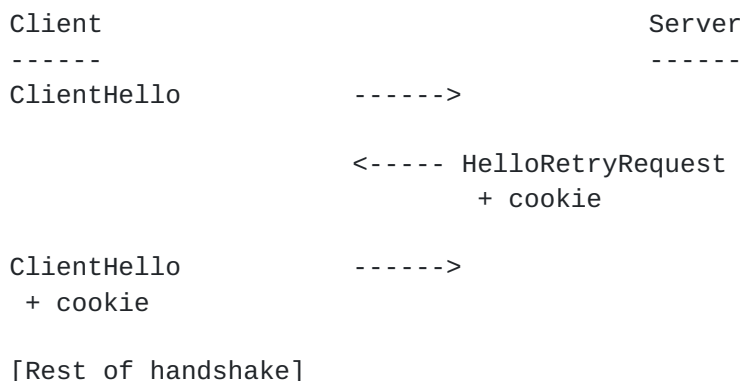 Client                                   Server
------                                   ------
ClientHello           ------>
<----- HelloRetryRequest
+ cookie
ClientHello           ------>
+ cookie
[Rest of handshake]